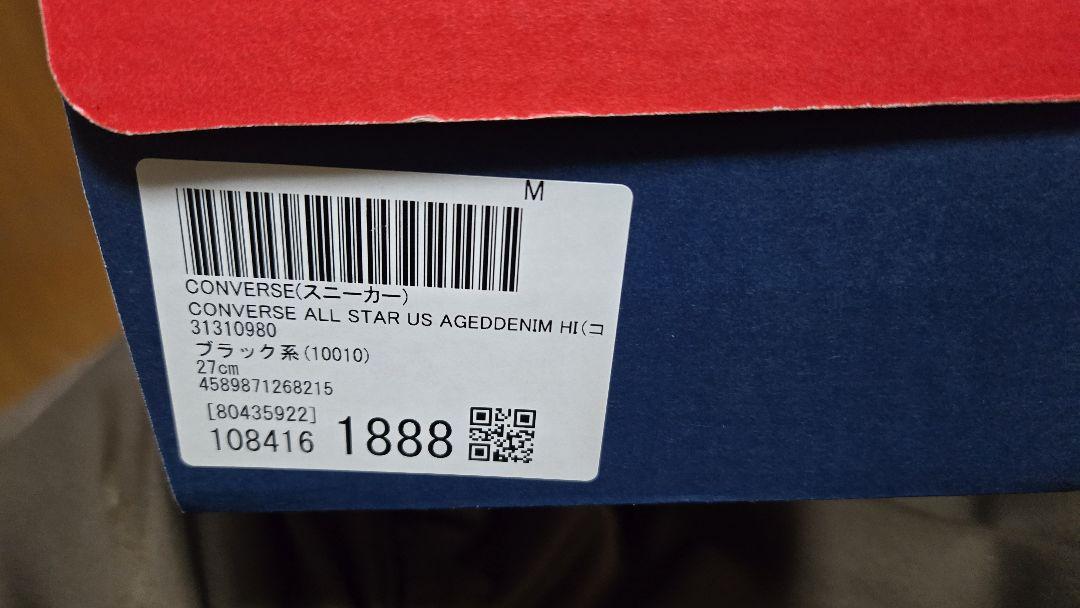 M
CONVERSE(スニーカー)
CONVERSE ALL STAR US AGEDDENIM HI(コ
31310980
ブラック系(10010)
27cm
4589871268215
[80435922]
108416 1888